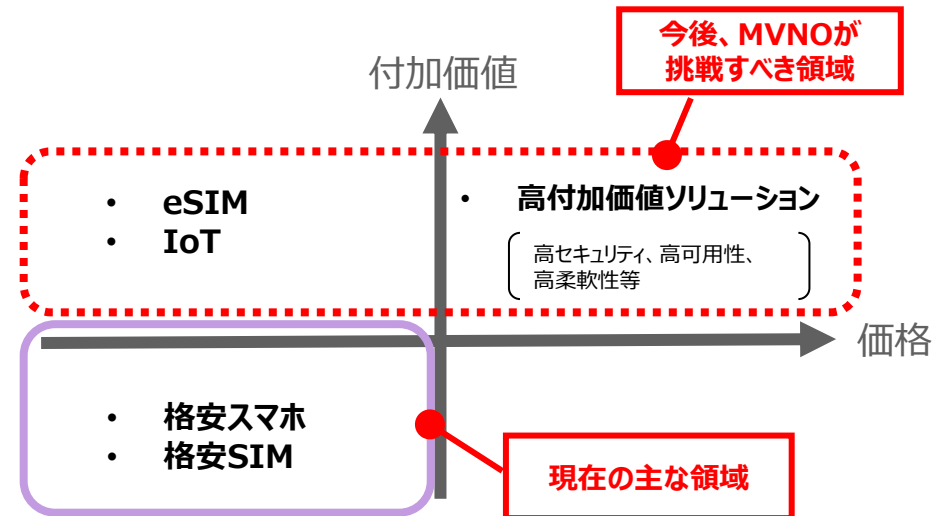 今後、MVNOが
挑戦すべき領域
付加価値
• eSIM
• IoT
• 高付加価値ソリューション
高セキュリティ、高可用性、
高柔軟性等
価格
• 格安スマホ
• 格安SIM
現在の主な領域